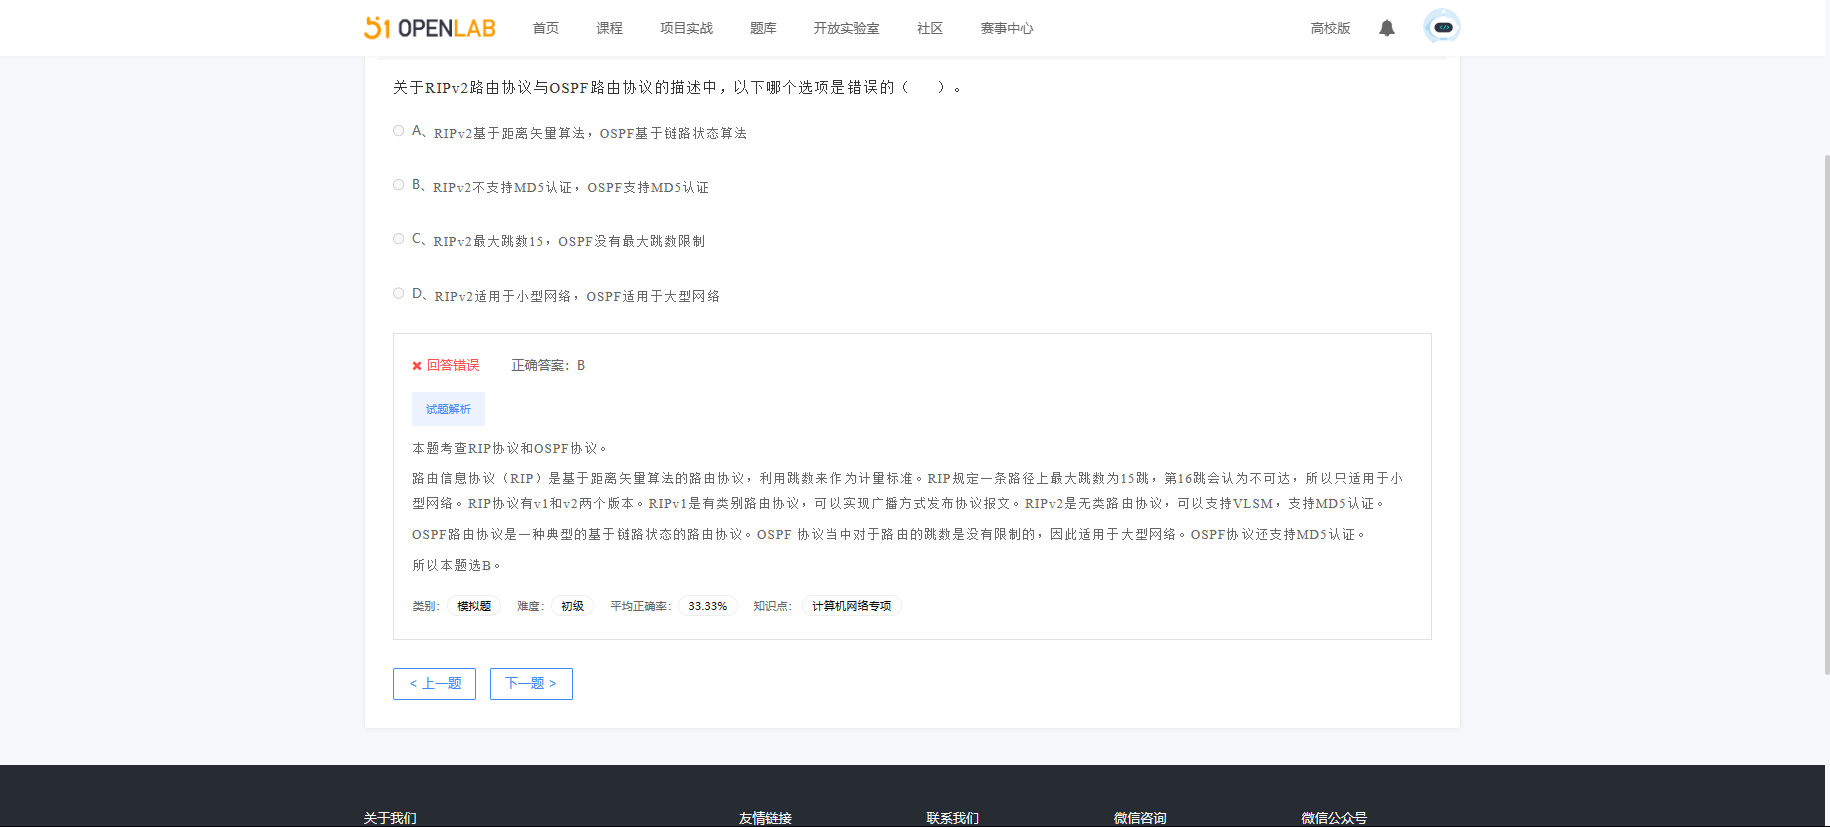 51 OPENLAB 首页 课程 项目实战 题库 开放实验室 社区 赛事中心 高校版
关于RIPv2路由协议与OSPF路由协议的描述中，以下哪个选项是错误的（　　）。
A、RIPv2基于距离矢量算法，OSPF基于链路状态算法
B、RIPv2不支持MD5认证，OSPF支持MD5认证
C、RIPv2最大跳数15，OSPF没有最大跳数限制
D、RIPv2适用于小型网络，OSPF适用于大型网络
回答错误 正确答案：B
试题解析
本题考查RIP协议和OSPF协议。
路由信息协议（RIP）是基于距离矢量算法的路由协议，利用跳数来作为计量标准。RIP规定一条路径上最大跳数为15跳，第16跳会认为不可达，所以只适用于小
型网络。RIP协议有v1和v2两个版本。RIPv1是有类别路由协议，可以实现广播方式发布协议报文。RIPv2是无类路由协议，可以支持VLSM，支持MD5认证。
OSPF路由协议是一种典型的基于链路状态的路由协议。OSPF 协议当中对于路由的跳数是没有限制的，因此适用于大型网络。OSPF协议还支持MD5认证。
所以本题选B。
类别： 模拟题 难度： 初级 平均正确率： 33.33% 知识点： 计算机网络专项
< 上一题 下一题 >
关于我们 友情链接 联系我们 微信咨询 微信公众号